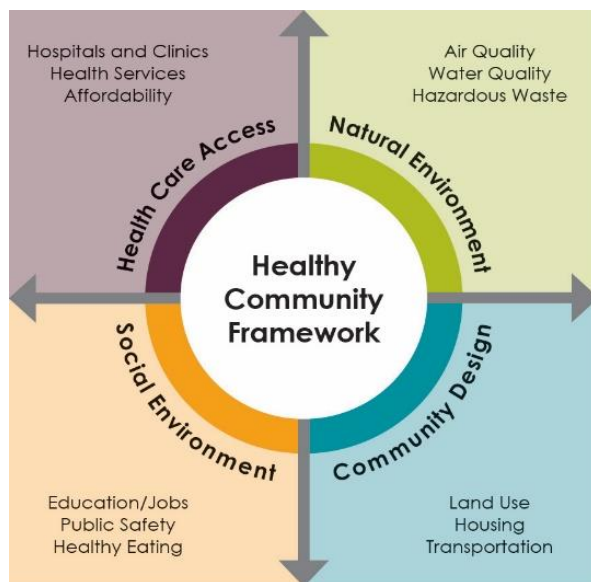 Hospitals and Clinics
Health Services
Affordability
Air Quality
Water Quality
Hazardous Waste
Health Care Access
Natural Environment
Healthy
Community
Framework
Social Environment
Community Design
Education/Jobs
Public Safety
Healthy Eating
Land Use
Housing
Transportation